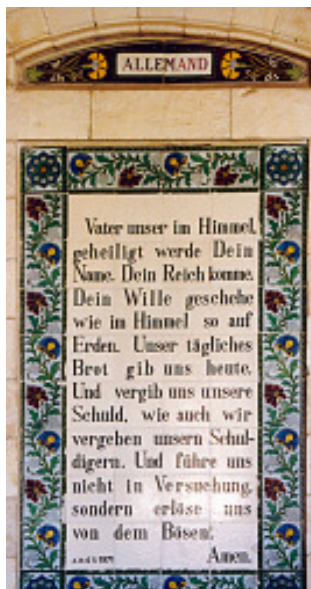 ALLEMAND
Vater unser im Himmel,
geheiligt werde Dein
Name. Dein Reich komme.
Dein Wille geschehe
wie im Himmel so auf
Erden. Unser tägliches
Brot gib uns heute.
Und vergib uns unsere
Schuld, wie auch wir
vergeben unsern Schul-
digern. Und führe uns
nicht in Versuchung,
sondern erlöse uns
von dem Bösen.
Amen.